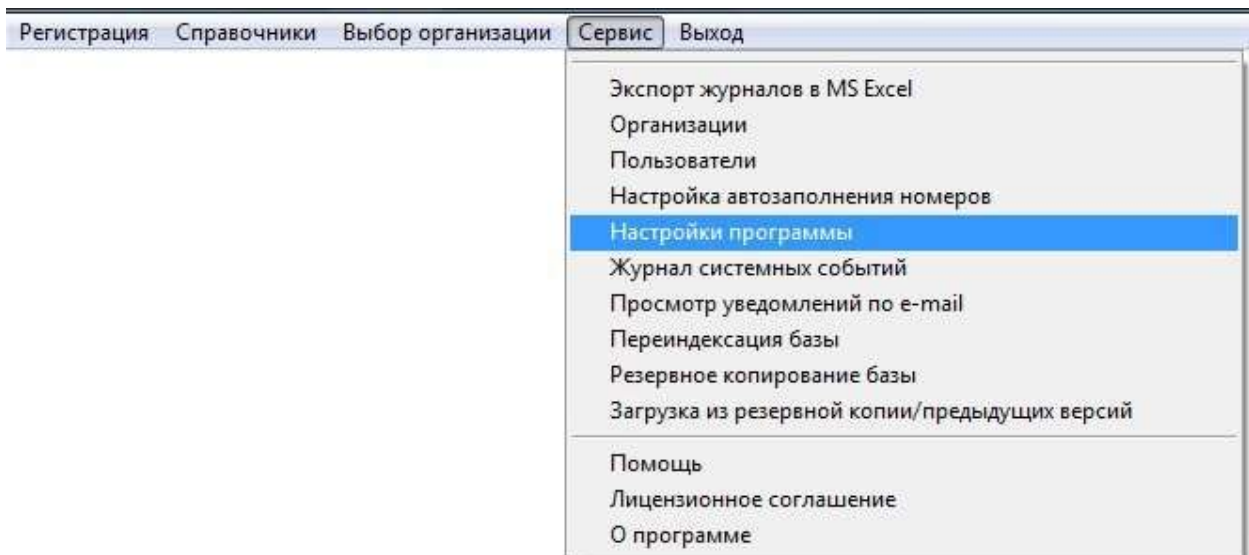 Регистрация Справочники Выбор организации Сервис Выход
Экспорт журналов в MS Excel
Организации
Пользователи
Настройка автозаполнения номеров
Настройки программы
Журнал системных событий
Просмотр уведомлений по e-mail
Переиндексация базы
Резервное копирование базы
Загрузка из резервной копии/предыдущих версий
Помощь
Лицензионное соглашение
О программе